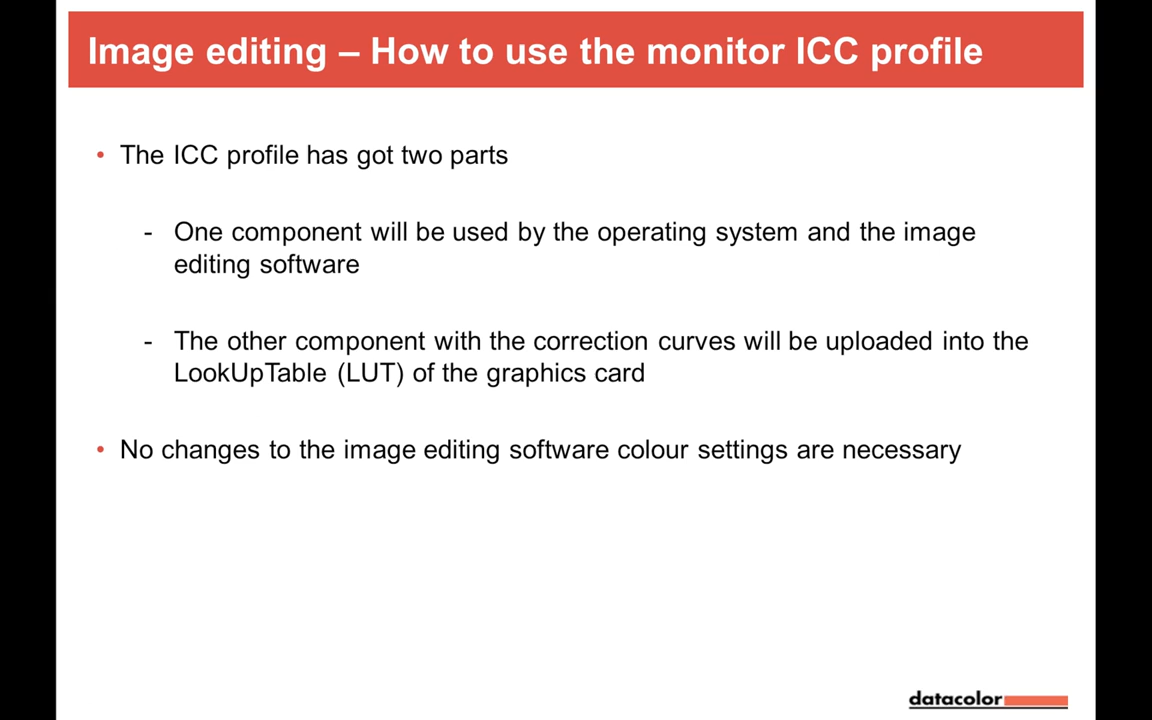 Image editing – How to use the monitor ICC profile
• The ICC profile has got two parts
- One component will be used by the operating system and the image
editing software
- The other component with the correction curves will be uploaded into the
LookUpTable (LUT) of the graphics card
• No changes to the image editing software colour settings are necessary
datacolor